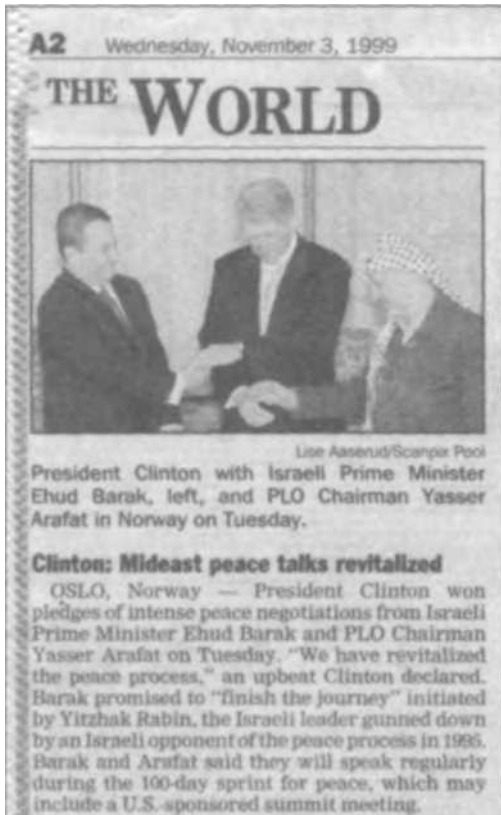 A2 Wednesday, November 3, 1999
THE WORLD
Lise Aaserud/Scanpix Pool
President Clinton with Israeli Prime Minister
Ehud Barak, left, and PLO Chairman Yasser
Arafat in Norway on Tuesday.
Clinton: Mideast peace talks revitalized
OSLO, Norway — President Clinton won
pledges of intense peace negotiations from Israeli
Prime Minister Ehud Barak and PLO Chairman
Yasser Arafat on Tuesday. "We have revitalized
the peace process," an upbeat Clinton declared.
Barak promised to "finish the journey" initiated
by Yitzhak Rabin, the Israeli leader gunned down
by an Israeli opponent of the peace process in 1995.
Barak and Arafat said they will speak regularly
during the 100-day sprint for peace, which may
include a U.S.-sponsored summit meeting.